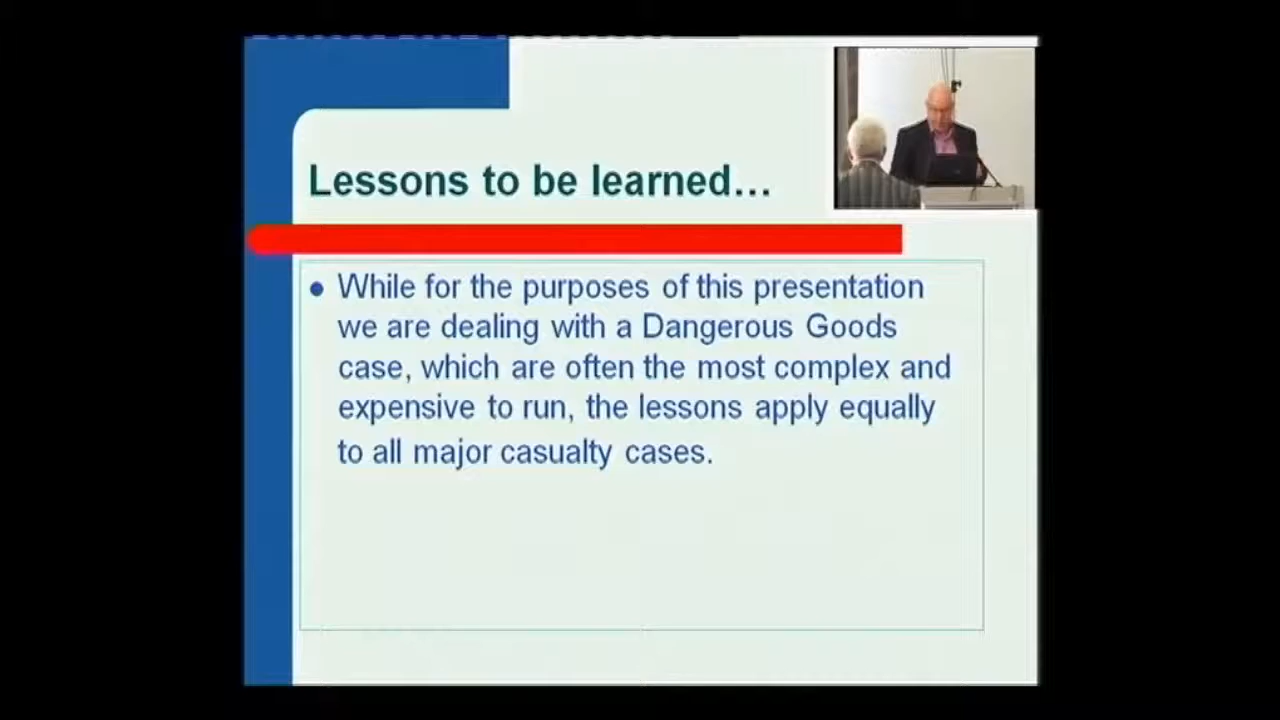 Lessons to be learned...
• While for the purposes of this presentation
we are dealing with a Dangerous Goods
case, which are often the most complex and
expensive to run, the lessons apply equally
to all major casualty cases.